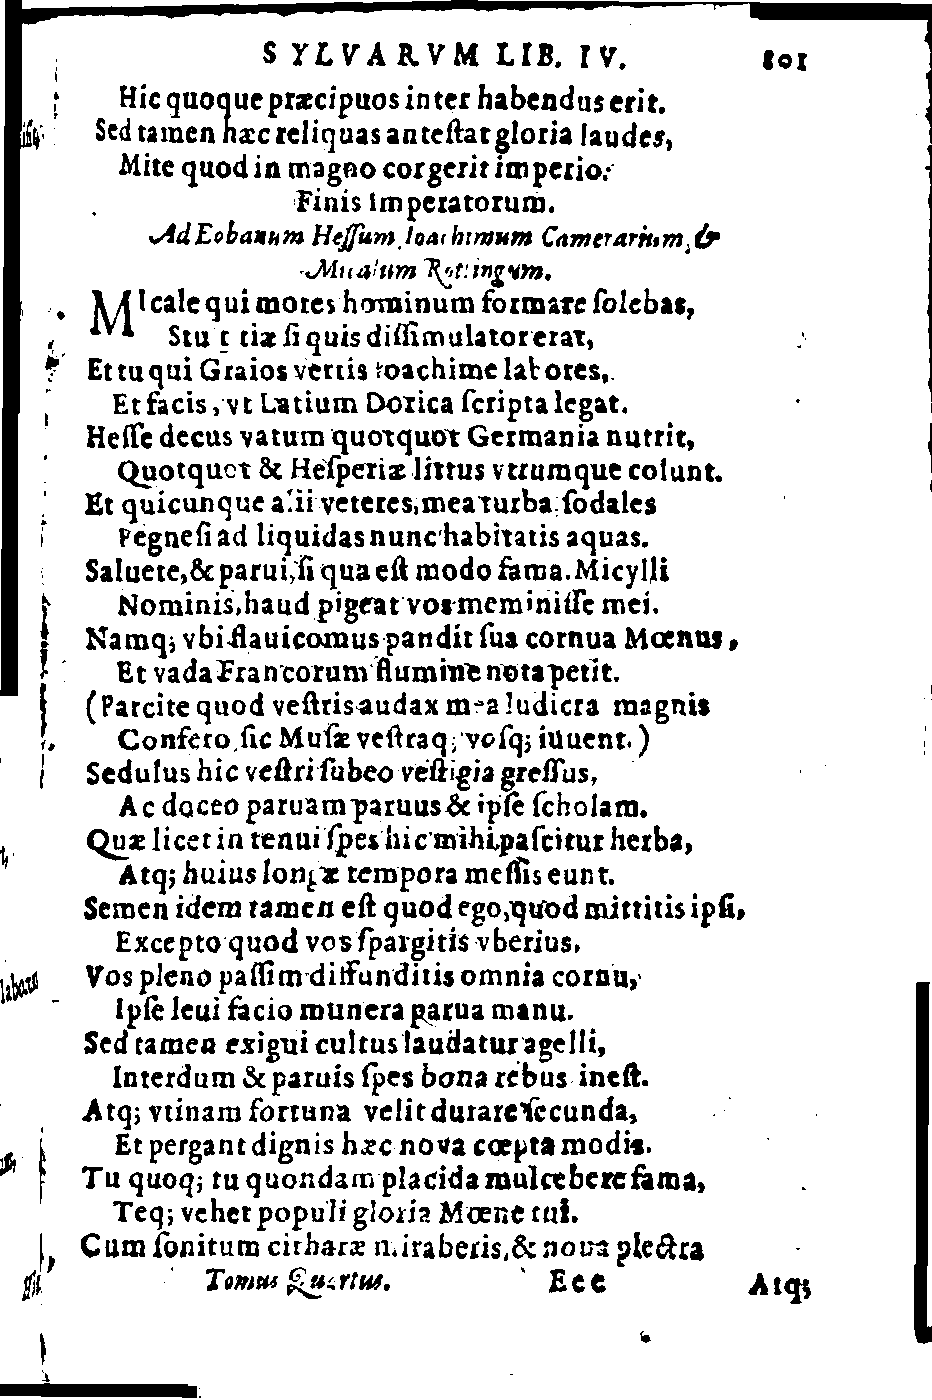 SYLVARVM LIB. IV. 801
Hic quoque præcipuos inter habendus erit.
Sed tamen hæc reliquas anteſtat gloria laudes,
Mite quod in magno cor gerit imperio.
Finis Imperatorum.
Ad Eobanum Heſſum, Ioachimum Camerarium, &
Micalum Rotingum.
MIcale qui mores hominum formare ſolebas,
Stultitiæ ſi quis diſſimulator erat,
Et tu qui Graios vertis Ioachime labores,
Et facis, vt Latium Dorica ſcripta legat.
Heſſe decus vatum quotquot Germania nutrit,
Quotquot & Heſperiæ littus vtrumque colunt.
Et quicunque alii veteres, mea turba ſodales
Pegneſi ad liquidas nunc habitatis aquas.
Saluete, & parui, ſi qua eſt modo fama. Micylli
Nominis, haud pigeat vos meminiſſe mei.
Namq; vbi flauicomus pandit ſua cornua Mœnus,
Et vada Francorum flumine nota petit.
(Parcite quod veſtris audax mea ludicra magnis
Confero, ſic Muſæ veſtraq; voſq; iuuent.)
Sedulus hic veſtri ſubeo veſtigia greſſus,
Ac doceo paruam paruus & ipſe ſcholam.
Quæ licet in tenui ſpes hic mihi paſcitur herba,
Atq; huius longæ tempora meſſis eunt.
Semen idem tamen eſt quod ego, quod mittitis ipſi,
Excepto quod vos ſpargitis vberius,
Vos pleno paſſim diffunditis omnia cornu,
Ipſe leui facio munera parua manu.
Sed tamen exigui cultus laudatur agelli,
Interdum & paruis ſpes bona rebus ineſt.
Atq; vtinam fortuna velit durare ſecunda,
Et pergant dignis hæc nova cœpta modis.
Tu quoq; tu quondam placida mulcebere fama,
Teq; vehet populi gloria Mœne tui.
Cum ſonitum citharæ miraberis, & noua plectra
Tomus Quartus. Eee Atq;